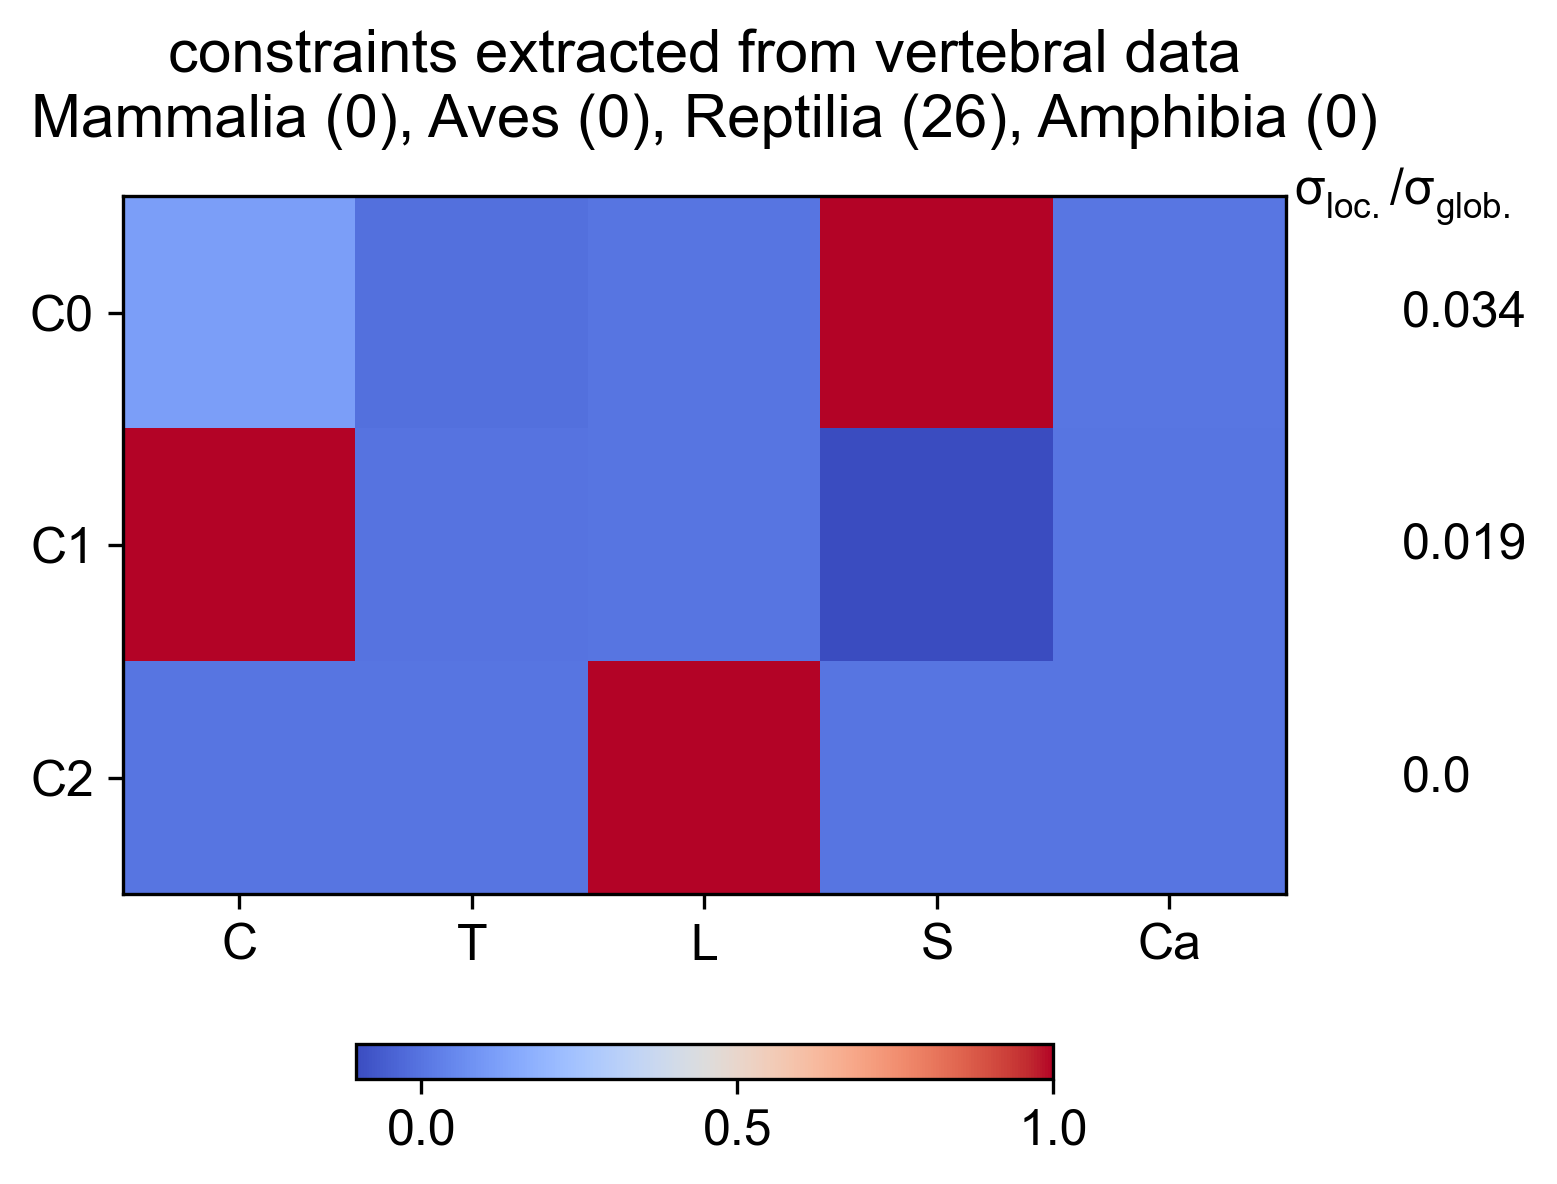 constraints extracted from vertebral data
Mammalia (0), Aves (0), Reptilia (26), Amphibia (0)
σloc. /σglob.
C0 0.034
C1 0.019
C2 0.0
C T L S Ca
0.0 0.5 1.0